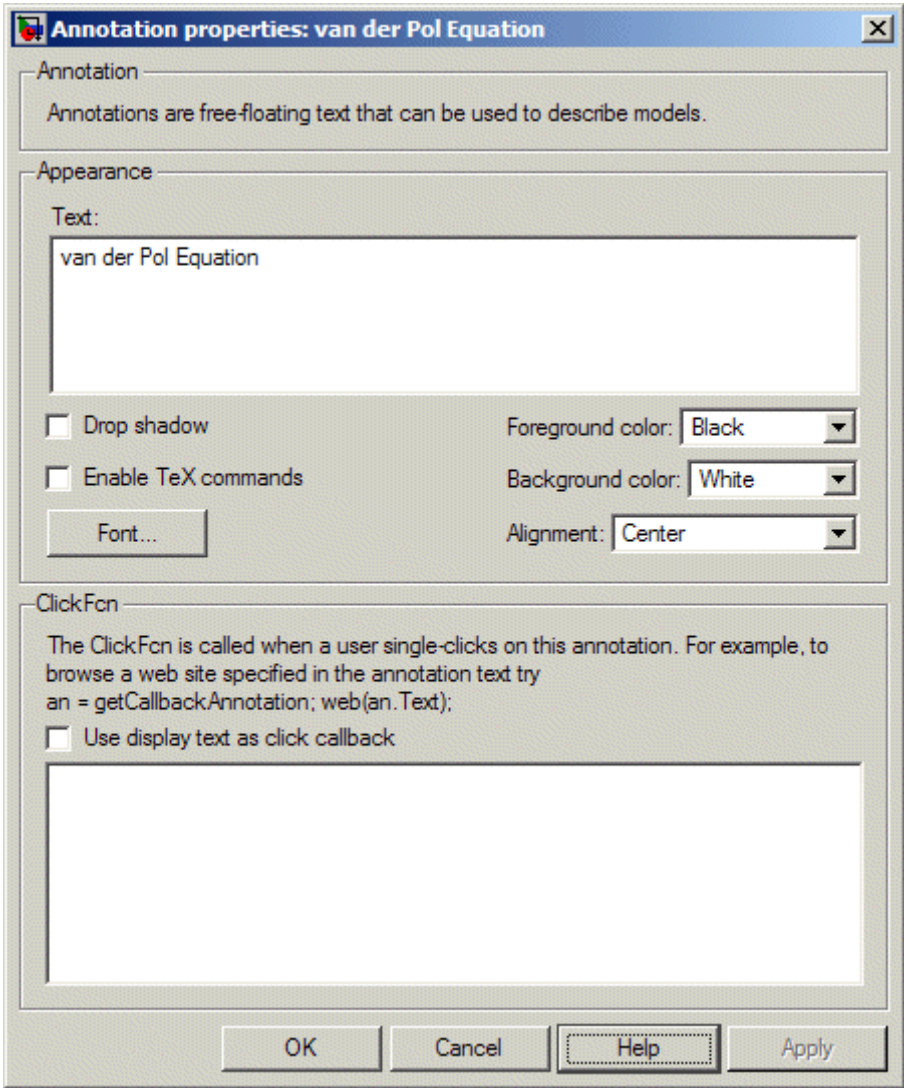 Annotation properties: van der Pol Equation
Annotation
Annotations are free-floating text that can be used to describe models.
Appearance
Text:
van der Pol Equation
Drop shadow
Foreground color: Black
Enable TeX commands
Background color: White
Font...
Alignment: Center
ClickFcn
The ClickFcn is called when a user single-clicks on this annotation. For example, to
browse a web site specified in the annotation text try
an = getCallbackAnnotation; web(an.Text);
Use display text as click callback
OK Cancel Help Apply